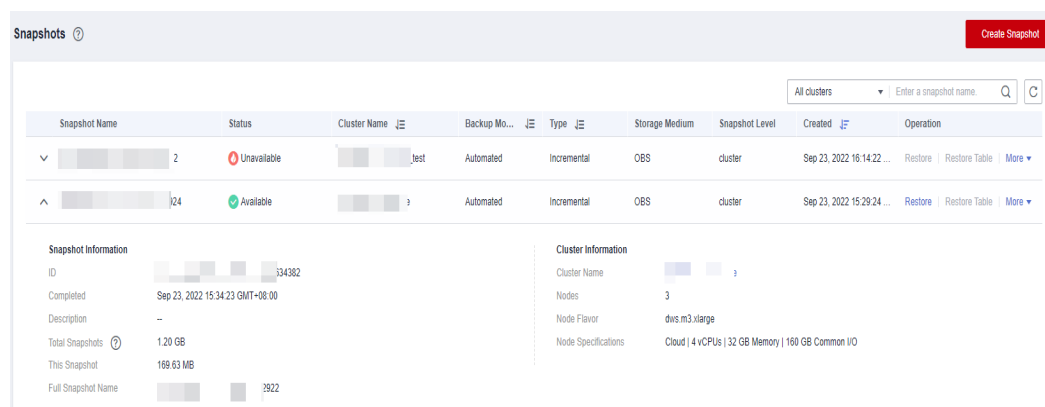 Snapshots ?
Create Snapshot
All clusters Enter a snapshot name.
Snapshot Name Status Cluster Name Backup Mo... Type Storage Medium Snapshot Level Created Operation
2 Unavailable _test Automated Incremental OBS cluster Sep 23, 2022 16:14:22 ... Restore Restore Table More
924 Available e Automated Incremental OBS cluster Sep 23, 2022 15:29:24 ... Restore Restore Table More
Snapshot Information Cluster Information
ID 534382 Cluster Name
Completed Sep 23, 2022 15:34:23 GMT+08:00 Nodes 3
Description -- Node Flavor dws.m3.xlarge
Total Snapshots ? 1.20 GB Node Specifications Cloud | 4 vCPUs | 32 GB Memory | 160 GB Common I/O
This Snapshot 169.63 MB
Full Snapshot Name 2922